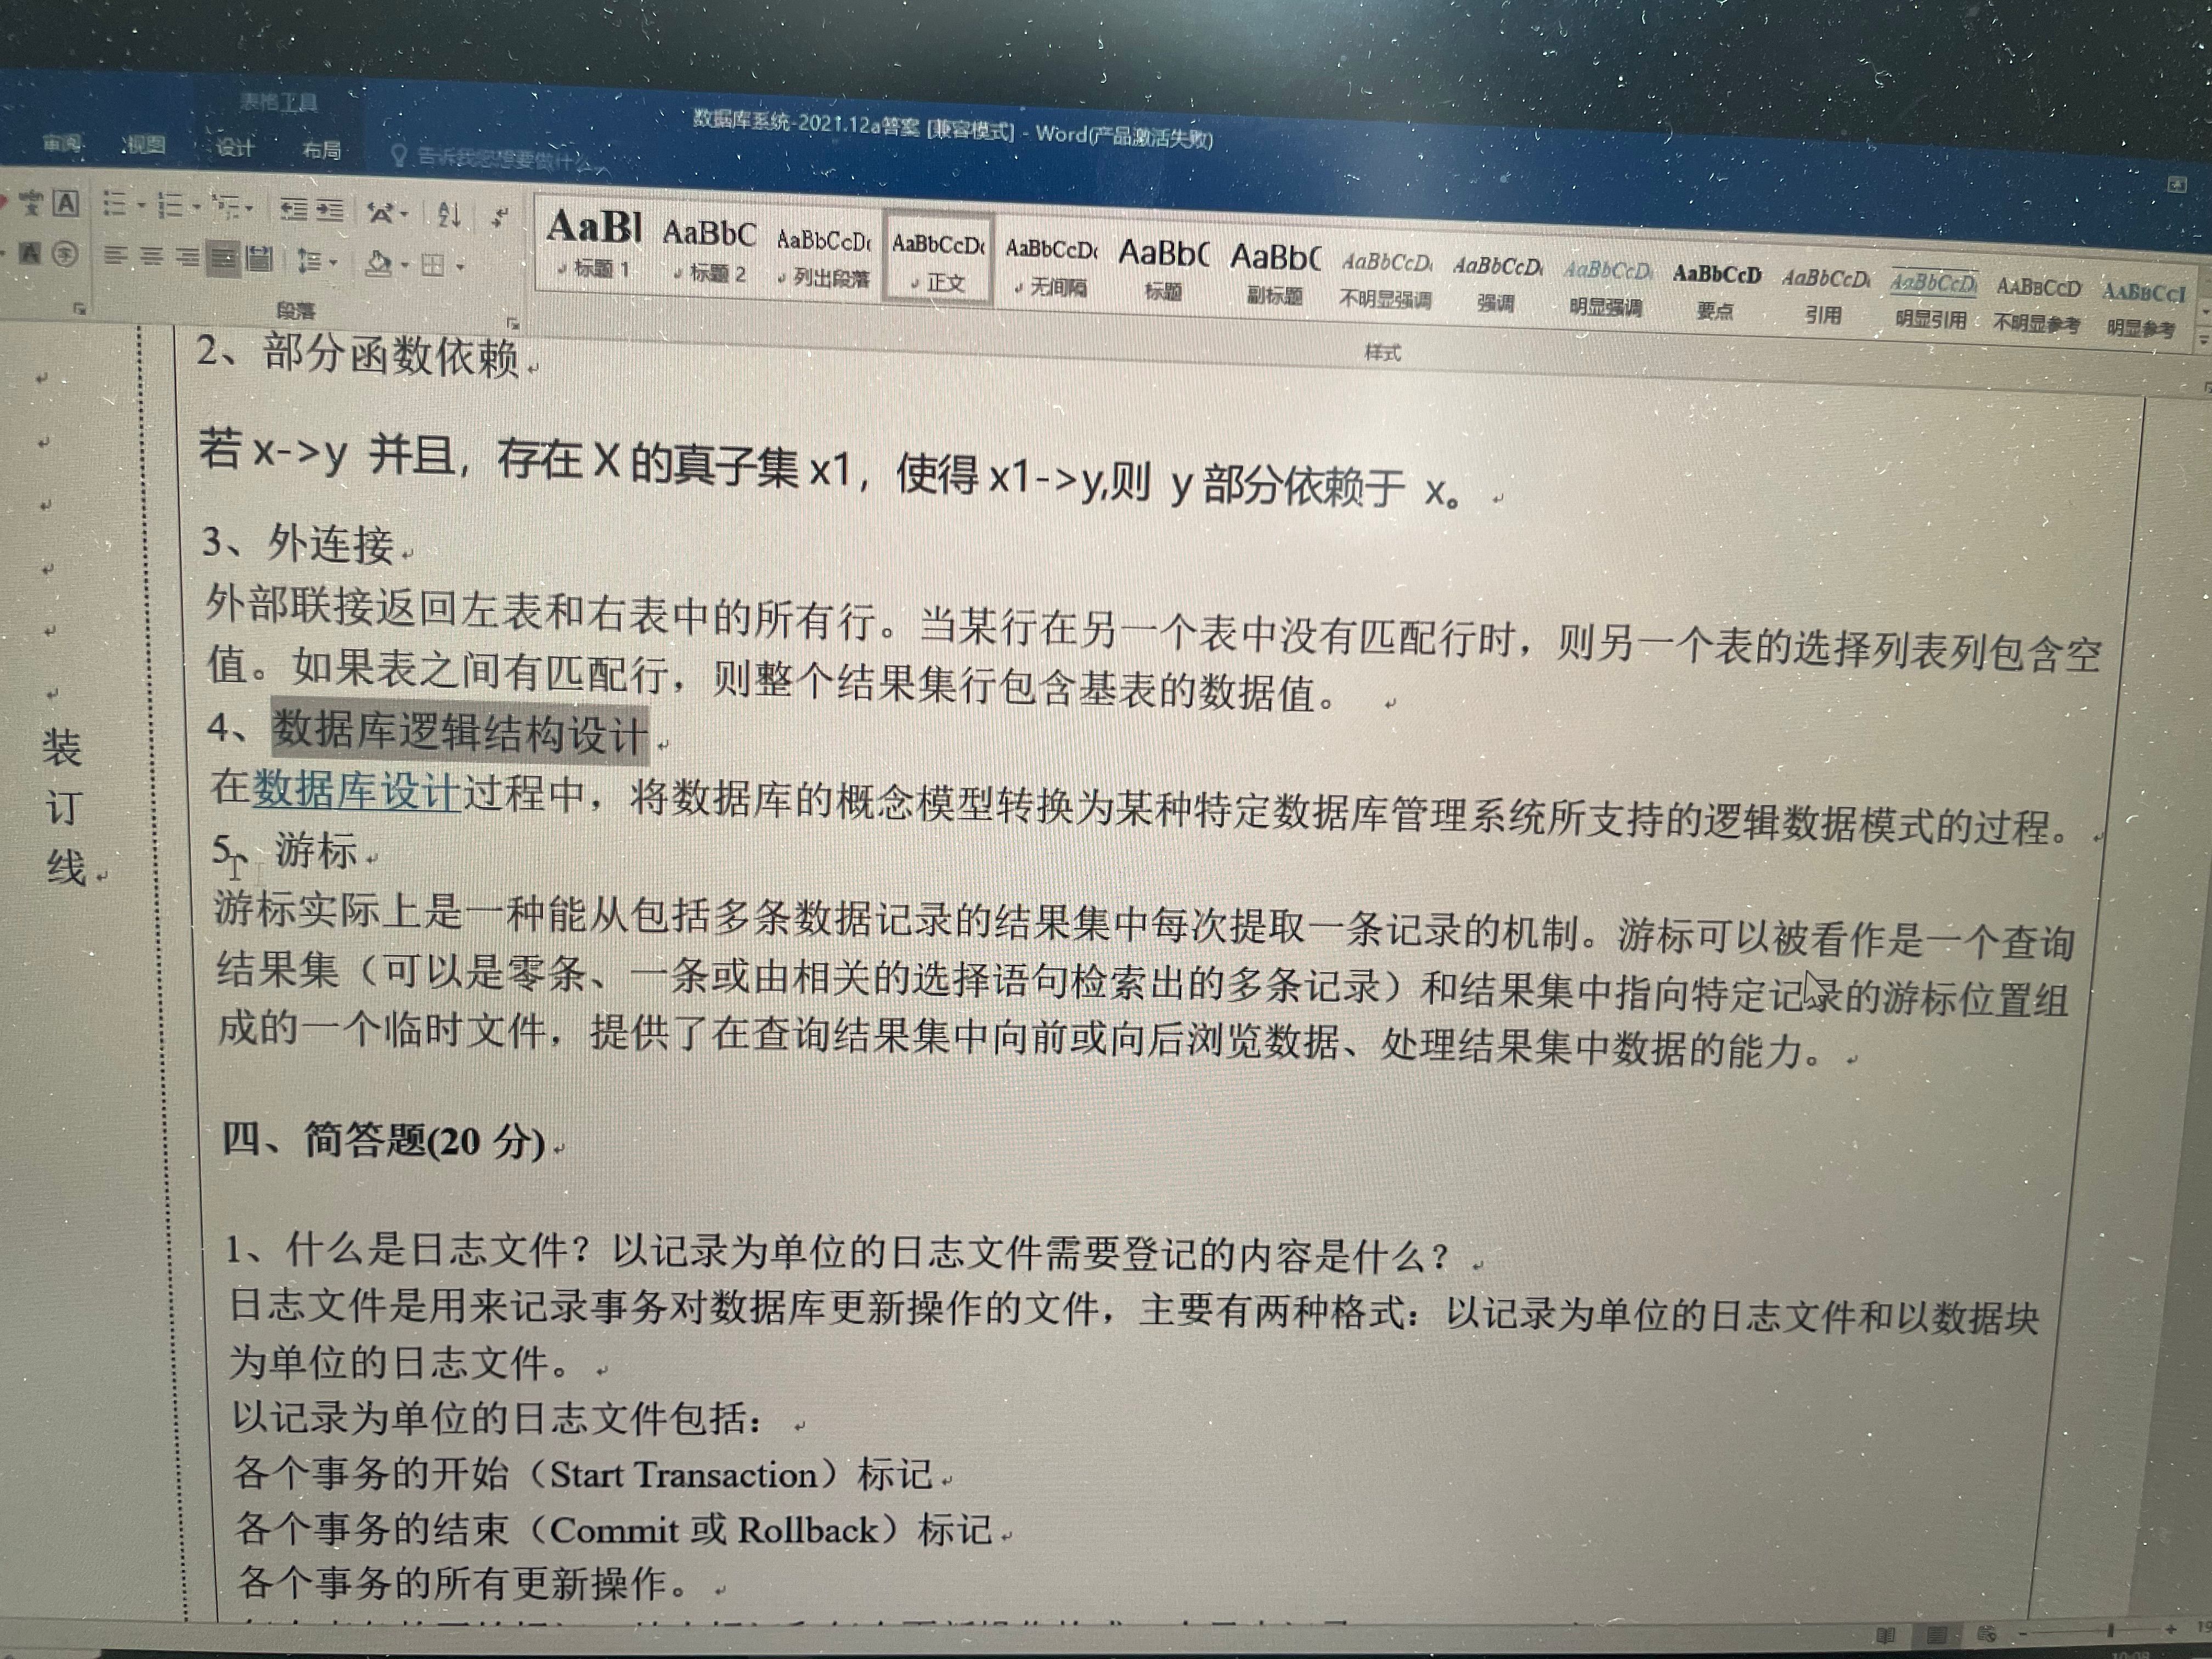 表格工具
数据库系统-2021.12a答案 [兼容模式] - Word(产品激活失败)
审阅 视图 设计 布局 告诉我您想要做什么
AaBl AaBbC AaBbCcDc AaBbCcDc AaBbCcDc AaBbC AaBbC AaBbCcDc AaBbCcDc AaBbCcDc AaBbCcD AaBbCcDc AaBbCcDc AABBCCD AABBCCI
标题 1 标题 2 列出段落 正文 无间隔 标题 副标题 不明显强调 强调 明显强调 要点 引用 明显引用 不明显参考 明显参考
段落 样式
2、部分函数依赖
若 x->y 并且，存在 X 的真子集 x1，使得 x1->y,则 y 部分依赖于 x。
3、外连接
外部联接返回左表和右表中的所有行。当某行在另一个表中没有匹配行时，则另一个表的选择列表列包含空
值。如果表之间有匹配行，则整个结果集行包含基表的数据值。
4、数据库逻辑结构设计
在数据库设计过程中，将数据库的概念模型转换为某种特定数据库管理系统所支持的逻辑数据模式的过程。
5、游标
游标实际上是一种能从包括多条数据记录的结果集中每次提取一条记录的机制。游标可以被看作是一个查询
结果集（可以是零条、一条或由相关的选择语句检索出的多条记录）和结果集中指向特定记录的游标位置组
成的一个临时文件，提供了在查询结果集中向前或向后浏览数据、处理结果集中数据的能力。
四、简答题(20 分)
1、什么是日志文件？以记录为单位的日志文件需要登记的内容是什么？
日志文件是用来记录事务对数据库更新操作的文件，主要有两种格式：以记录为单位的日志文件和以数据块
为单位的日志文件。
以记录为单位的日志文件包括：
各个事务的开始（Start Transaction）标记
各个事务的结束（Commit 或 Rollback）标记
各个事务的所有更新操作。
装
订
线